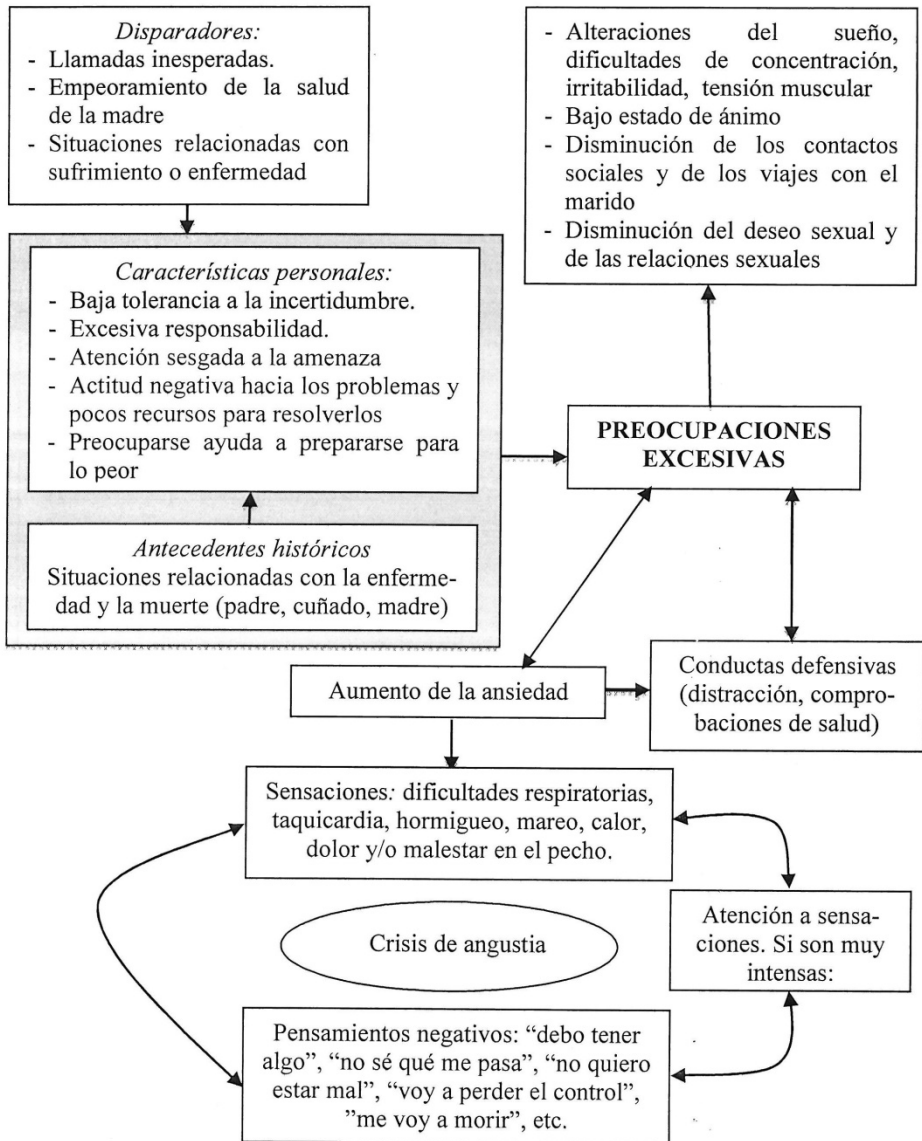 Disparadores:
- Llamadas inesperadas.
- Empeoramiento de la salud
de la madre
- Situaciones relacionadas con
sufrimiento o enfermedad
- Alteraciones del sueño,
dificultades de concentración,
irritabilidad, tensión muscular
- Bajo estado de ánimo
- Disminución de los contactos
sociales y de los viajes con el
marido
- Disminución del deseo sexual y
de las relaciones sexuales
Características personales:
- Baja tolerancia a la incertidumbre.
- Excesiva responsabilidad.
- Atención sesgada a la amenaza
- Actitud negativa hacia los problemas y
pocos recursos para resolverlos
- Preocuparse ayuda a prepararse para
lo peor
PREOCUPACIONES
EXCESIVAS
Antecedentes históricos
Situaciones relacionadas con la enferme-
dad y la muerte (padre, cuñado, madre)
Aumento de la ansiedad
Conductas defensivas
(distracción, compro-
baciones de salud)
Sensaciones: dificultades respiratorias,
taquicardia, hormigueo, mareo, calor,
dolor y/o malestar en el pecho.
Atención a sensa-
ciones. Si son muy
intensas:
Crisis de angustia
Pensamientos negativos: “debo tener
algo”, “no sé qué me pasa”, “no quiero
estar mal”, “voy a perder el control”,
”me voy a morir”, etc.